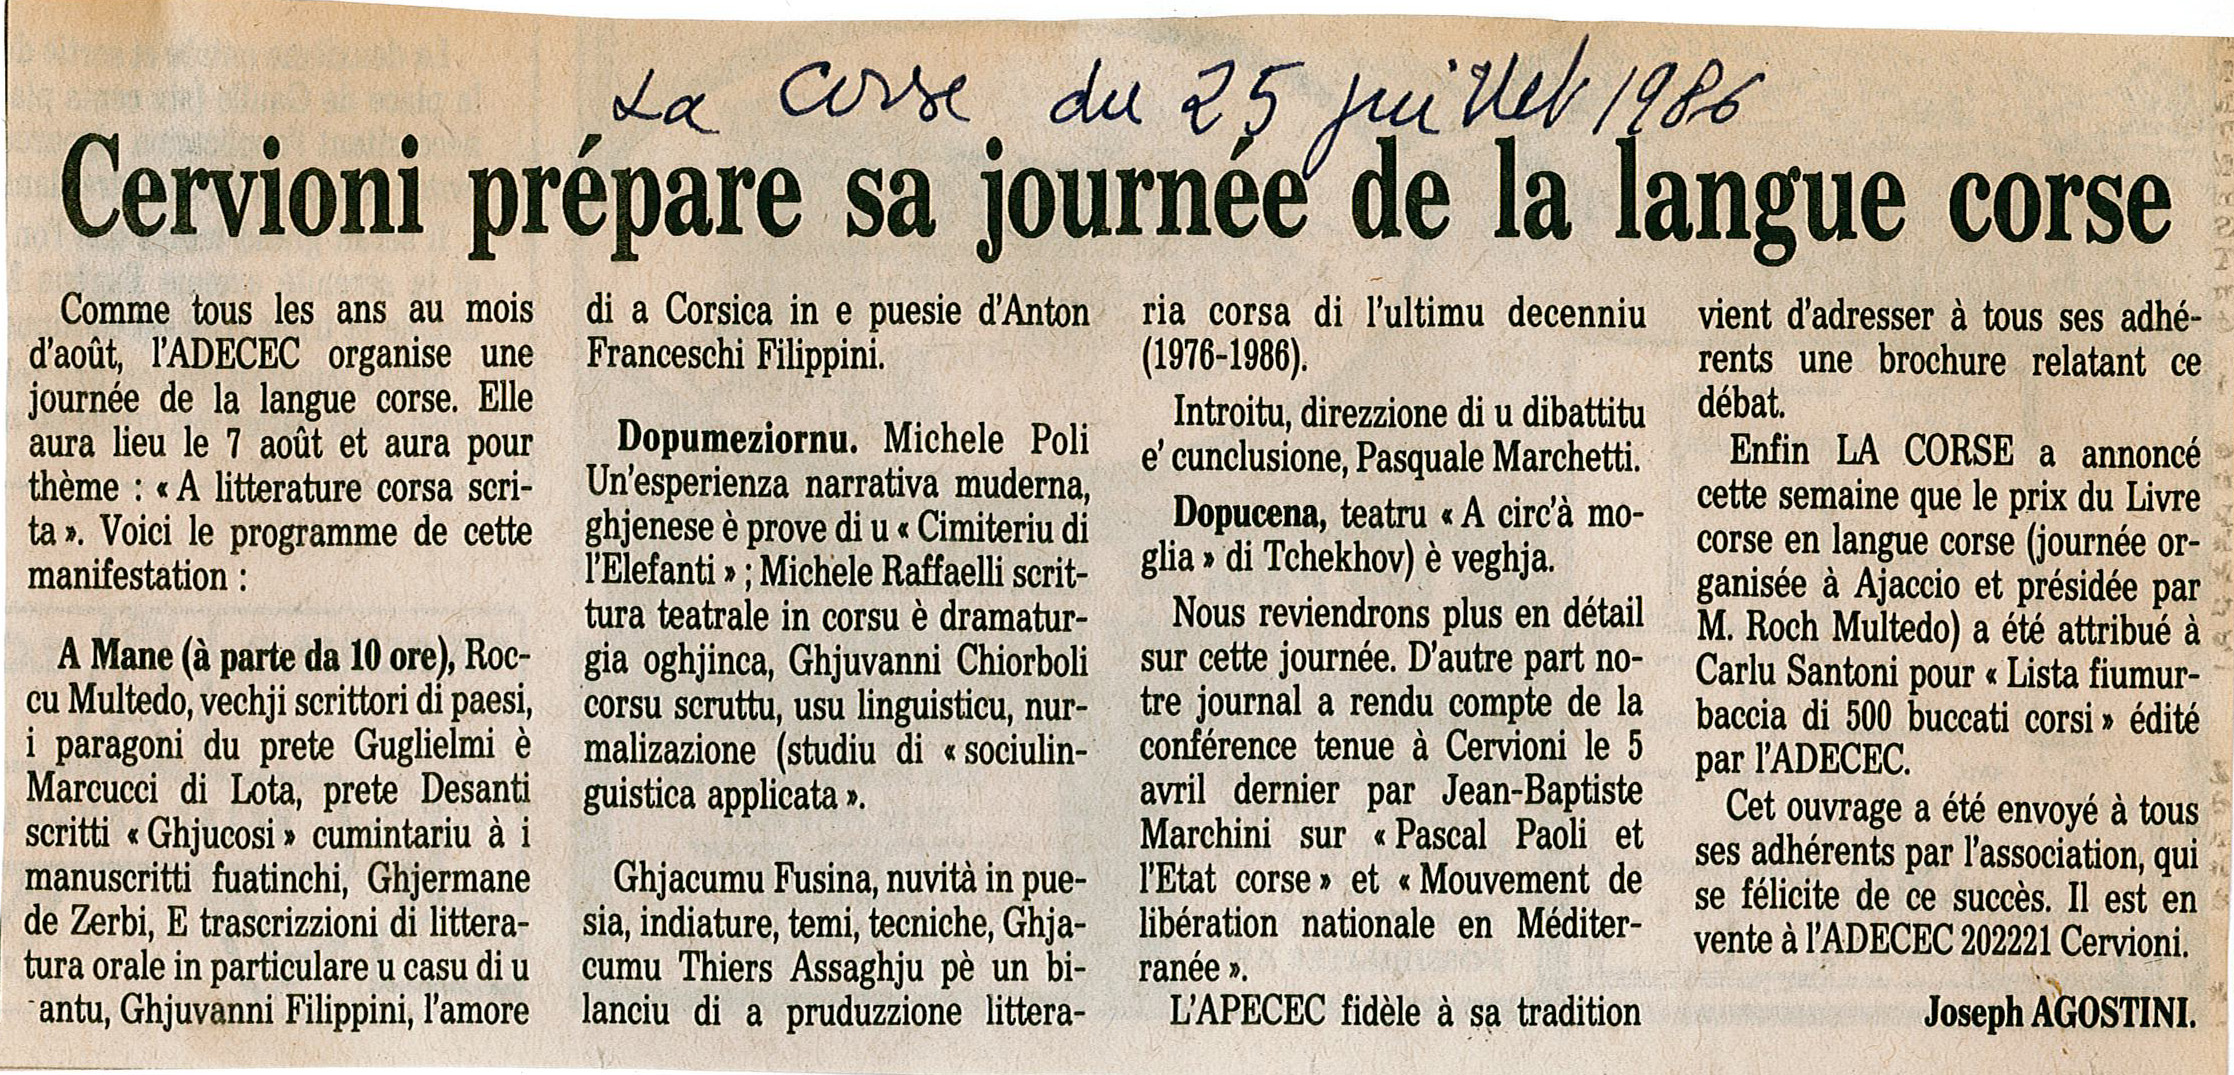 La Corse du 25 juillet 1986
Cervioni prépare sa journée de la langue corse
Comme tous les ans au mois
d'août, l'ADECEC organise une
journée de la langue corse. Elle
aura lieu le 7 août et aura pour
thème : « A litterature corsa scri-
ta ». Voici le programme de cette
manifestation :
A Mane (à parte da 10 ore), Roc-
cu Multedo, vechji scrittori di paesi,
i paragoni du prete Guglielmi è
Marcucci di Lota, prete Desanti
scritti « Ghjucosi » cumintariu à i
manuscritti fuatinchi, Ghjermane
de Zerbi, E trascrizzioni di littera-
tura orale in particulare u casu di u
antu, Ghjuvanni Filippini, l'amore
di a Corsica in e puesie d'Anton
Franceschi Filippini.
Dopumeziornu. Michele Poli
Un'esperienza narrativa muderna,
ghjenese è prove di u « Cimiteriu di
l'Elefanti » ; Michele Raffaelli scrit-
tura teatrale in corsu è dramatur-
gia oghjinca, Ghjuvanni Chiorboli
corsu scruttu, usu linguisticu, nur-
malizazione (studiu di « sociulin-
guistica applicata ».
Ghjacumu Fusina, nuvità in pue-
sia, indiature, temi, tecniche, Ghja-
cumu Thiers Assaghju pè un bi-
lanciu di a pruduzzione littera-
ria corsa di l'ultimu decenniu
(1976-1986).
Introitu, direzzione di u dibattitu
e' cunclusione, Pasquale Marchetti.
Dopucena, teatru « A circ'à mo-
glia » di Tchekhov) è veghja.
Nous reviendrons plus en détail
sur cette journée. D'autre part no-
tre journal a rendu compte de la
conférence tenue à Cervioni le 5
avril dernier par Jean-Baptiste
Marchini sur « Pascal Paoli et
l'Etat corse » et « Mouvement de
libération nationale en Méditer-
ranée ».
L'APECEC fidèle à sa tradition
vient d'adresser à tous ses adhé-
rents une brochure relatant ce
débat.
Enfin LA CORSE a annoncé
cette semaine que le prix du Livre
corse en langue corse (journée or-
ganisée à Ajaccio et présidée par
M. Roch Multedo) a été attribué à
Carlu Santoni pour « Lista fiumur-
baccia di 500 buccati corsi » édité
par l'ADECEC.
Cet ouvrage a été envoyé à tous
ses adhérents par l'association, qui
se félicite de ce succès. Il est en
vente à l'ADECEC 202221 Cervioni.
Joseph AGOSTINI.